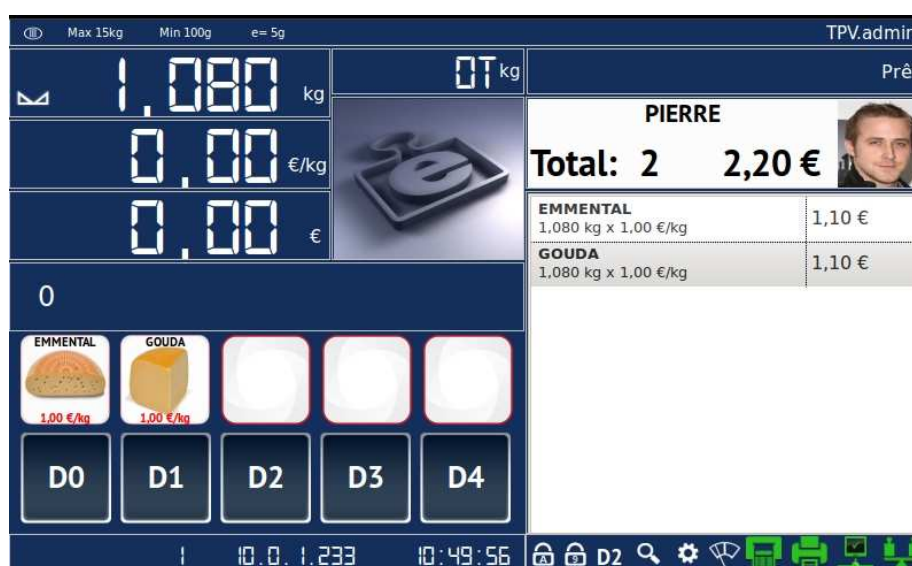 Max 15kg Min 100g e= 5g
TPV.admin
1,080 kg
0T kg
Prê
0,00 €/kg
0,00 €
e
PIERRE
Total: 2 2,20 €
EMMENTAL
1,080 kg x 1,00 €/kg 1,10 €
GOUDA
1,080 kg x 1,00 €/kg 1,10 €
0
EMMENTAL
1,00 €/kg
GOUDA
1,00 €/kg
D0 D1 D2 D3 D4
1 10.0.1.233 10:49:56
D2